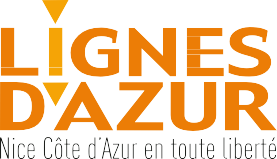 LIGNES
D'AZUR
Nice Côte d'Azur en toute liberté